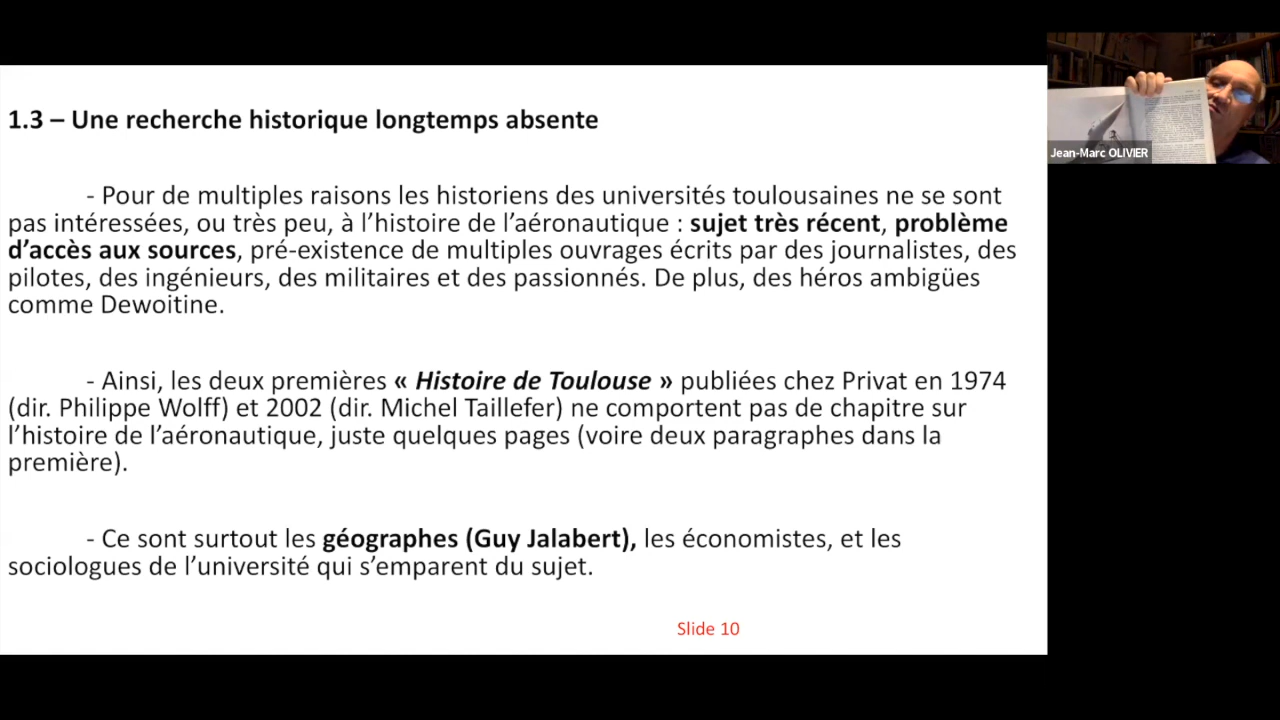 1.3 – Une recherche historique longtemps absente
- Pour de multiples raisons les historiens des universités toulousaines ne se sont
pas intéressées, ou très peu, à l’histoire de l’aéronautique : sujet très récent, problème
d’accès aux sources, pré-existence de multiples ouvrages écrits par des journalistes, des
pilotes, des ingénieurs, des militaires et des passionnés. De plus, des héros ambigües
comme Dewoitine.
- Ainsi, les deux premières « Histoire de Toulouse » publiées chez Privat en 1974
(dir. Philippe Wolff) et 2002 (dir. Michel Taillefer) ne comportent pas de chapitre sur
l’histoire de l’aéronautique, juste quelques pages (voire deux paragraphes dans la
première).
- Ce sont surtout les géographes (Guy Jalabert), les économistes, et les
sociologues de l’université qui s’emparent du sujet.
Slide 10
Jean-Marc OLIVIER